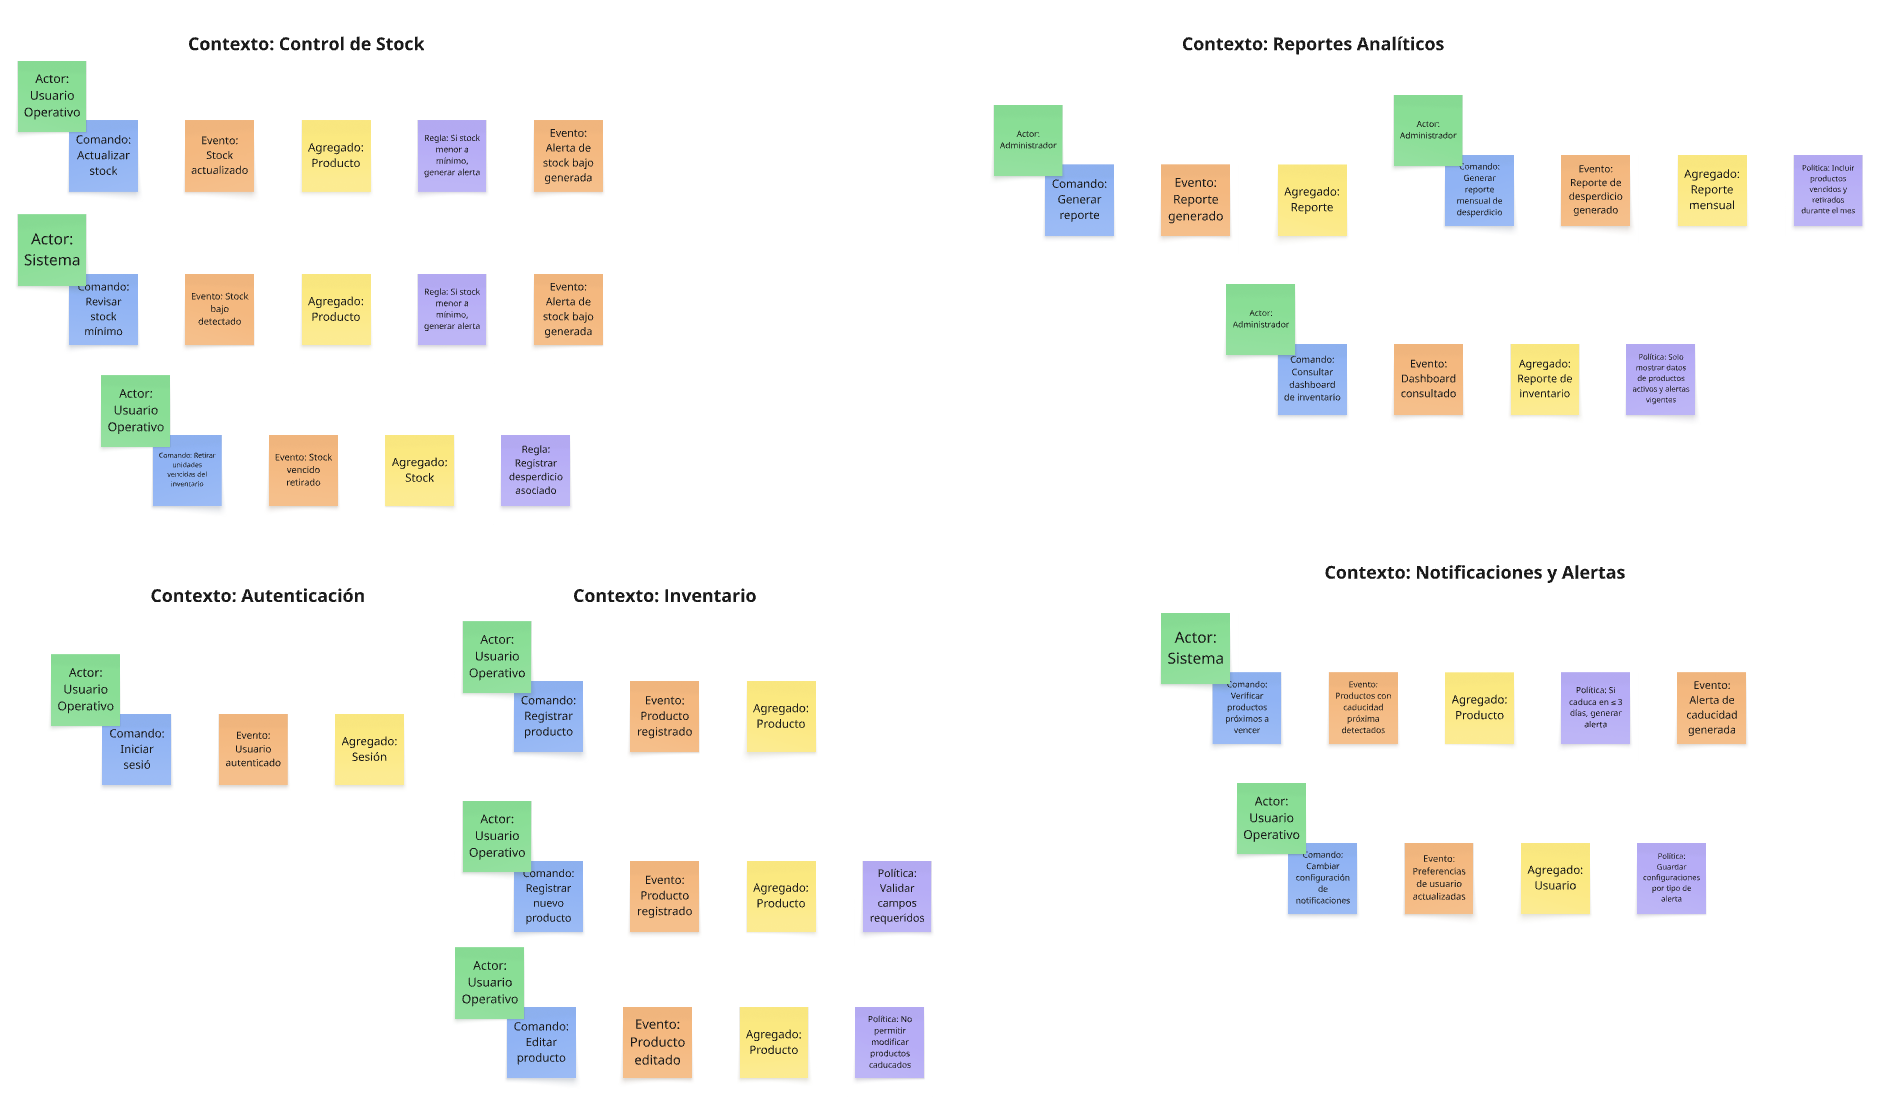 Contexto: Control de Stock
Actor:
Usuario
Operativo
Comando:
Actualizar
stock
Evento:
Stock
actualizado
Agregado:
Producto
Regla: Si stock
menor a
mínimo,
generar alerta
Evento:
Alerta de
stock bajo
generada
Actor:
Sistema
Comando:
Revisar
stock
mínimo
Evento: Stock
bajo
detectado
Agregado:
Producto
Regla: Si stock
menor a
mínimo,
generar alerta
Evento:
Alerta de
stock bajo
generada
Actor:
Usuario
Operativo
Comando: Retirar
unidades
vencidas del
inventario
Evento: Stock
vencido
retirado
Agregado:
Stock
Regla:
Registrar
desperdicio
asociado
Contexto: Reportes Analíticos
Actor:
Administrador
Comando:
Generar
reporte
Evento:
Reporte
generado
Agregado:
Reporte
Actor:
Administrador
Comando:
Generar
reporte
mensual de
desperdicio
Evento:
Reporte de
desperdicio
generado
Agregado:
Reporte
mensual
Política: Incluir
productos
vencidos y
retirados
durante el mes
Actor:
Administrador
Comando:
Consultar
dashboard
de inventario
Evento:
Dashboard
consultado
Agregado:
Reporte de
inventario
Política: Solo
mostrar datos
de productos
activos y alertas
vigentes
Contexto: Autenticación
Actor:
Usuario
Operativo
Comando:
Iniciar
sesió
Evento:
Usuario
autenticado
Agregado:
Sesión
Contexto: Inventario
Actor:
Usuario
Operativo
Comando:
Registrar
producto
Evento:
Producto
registrado
Agregado:
Producto
Actor:
Usuario
Operativo
Comando:
Registrar
nuevo
producto
Evento:
Producto
registrado
Agregado:
Producto
Política:
Validar
campos
requeridos
Actor:
Usuario
Operativo
Comando:
Editar
producto
Evento:
Producto
editado
Agregado:
Producto
Política: No
permitir
modificar
productos
caducados
Contexto: Notificaciones y Alertas
Actor:
Sistema
Comando:
Verificar
productos
próximos a
vencer
Evento:
Productos con
caducidad
próxima
detectados
Agregado:
Producto
Política: Si
caduca en ≤ 3
días, generar
alerta
Evento:
Alerta de
caducidad
generada
Actor:
Usuario
Operativo
Comando:
Cambiar
configuración
de
notificaciones
Evento:
Preferencias
de usuario
actualizadas
Agregado:
Usuario
Política:
Guardar
configuraciones
por tipo de
alerta